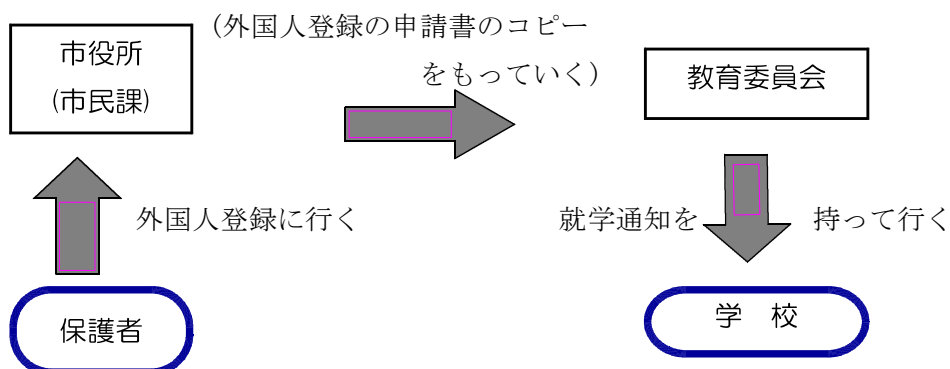 （外国人登録の申請書のコピー
をもっていく）
市役所
(市民課)
教育委員会
外国人登録に行く
就学通知を 持って行く
保護者
学　校